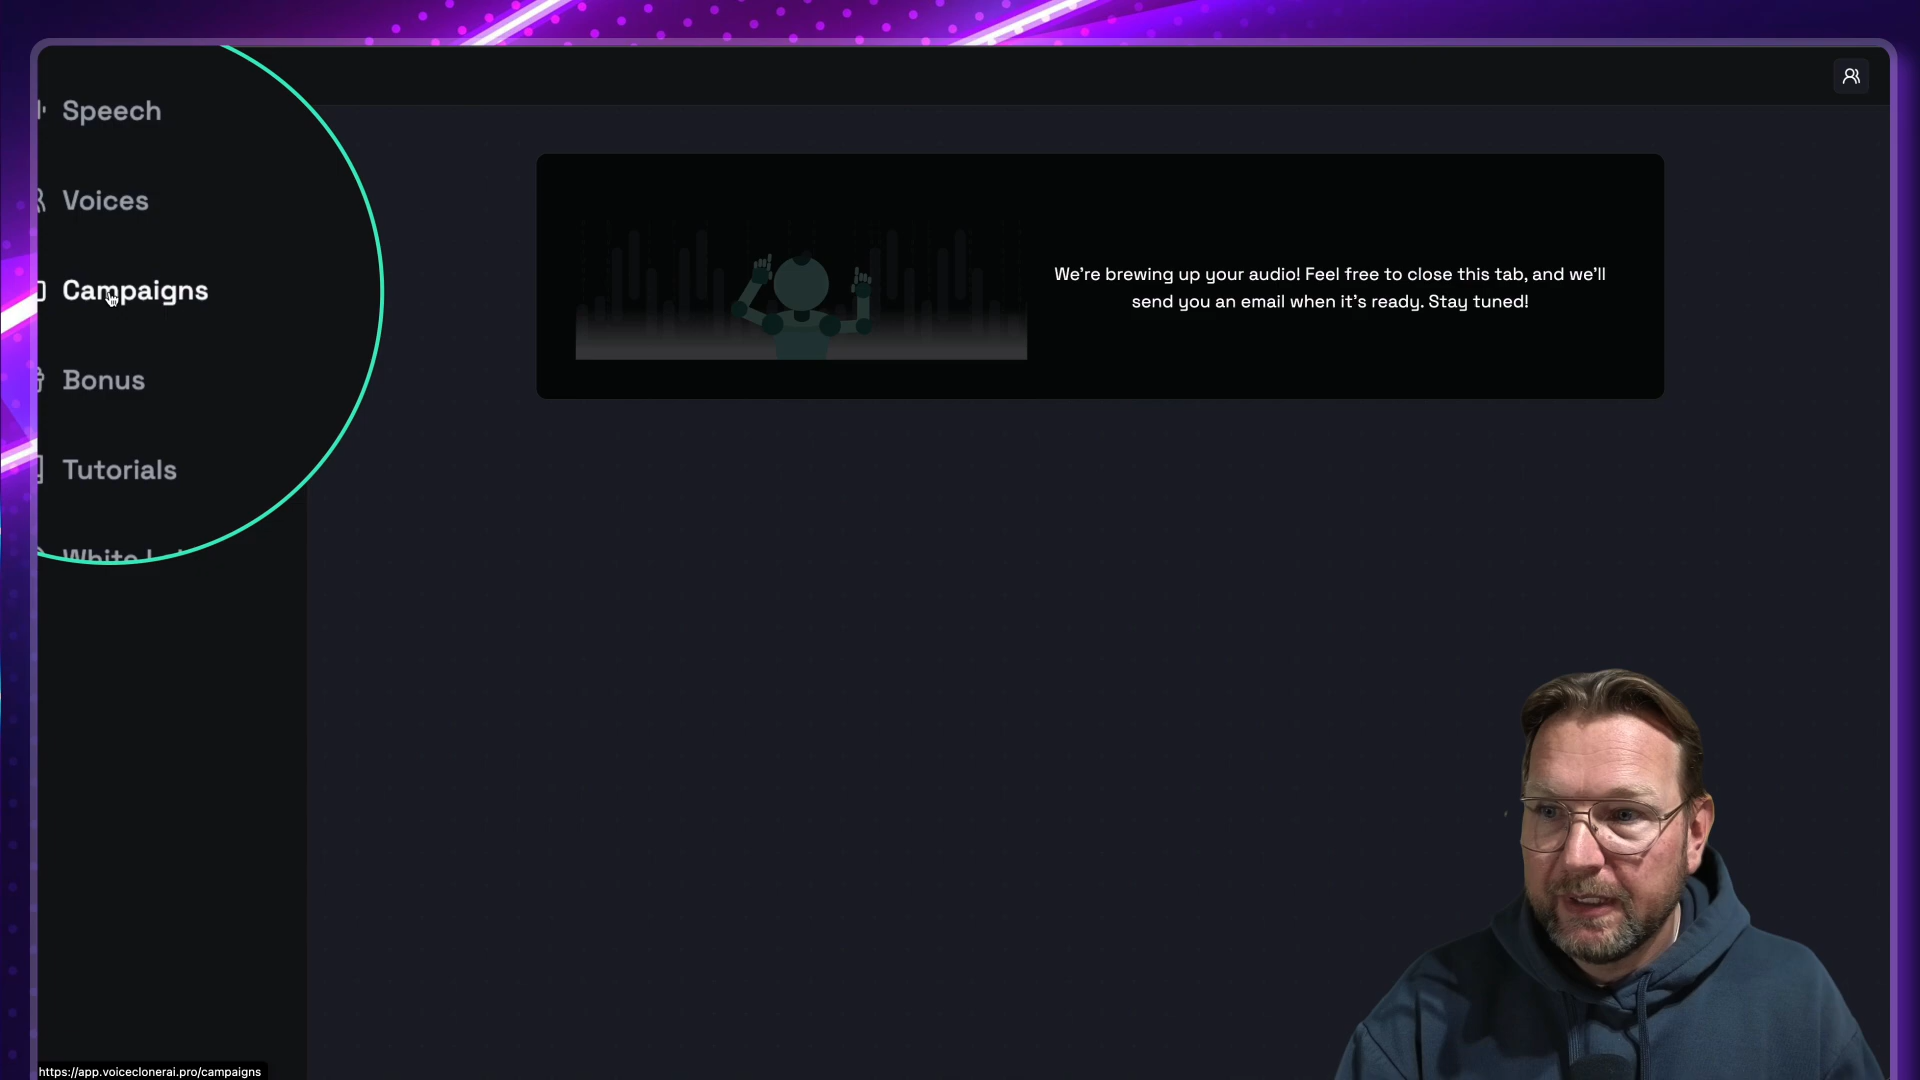 Speech
Voices
Campaigns
Bonus
Tutorials
White
We're brewing up your audio! Feel free to close this tab, and we'll
send you an email when it's ready. Stay tuned!
https://app.voiceclonerai.pro/campaigns